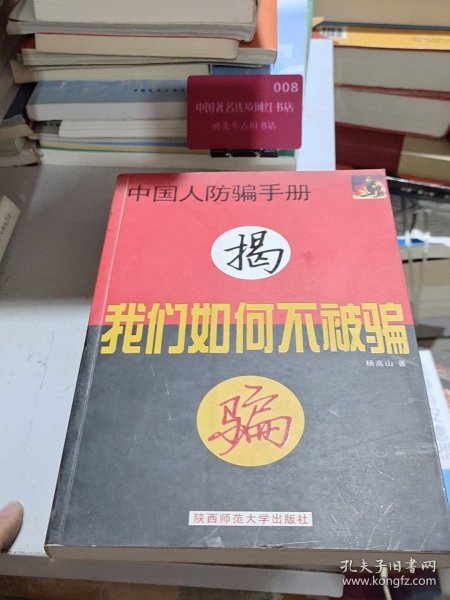 008
中国著名优质网红书店
中国人防骗手册
揭
我们如何不被骗
杨高山 著
骗
陕西师范大学出版社
孔夫子旧书网
www.kongfz.com